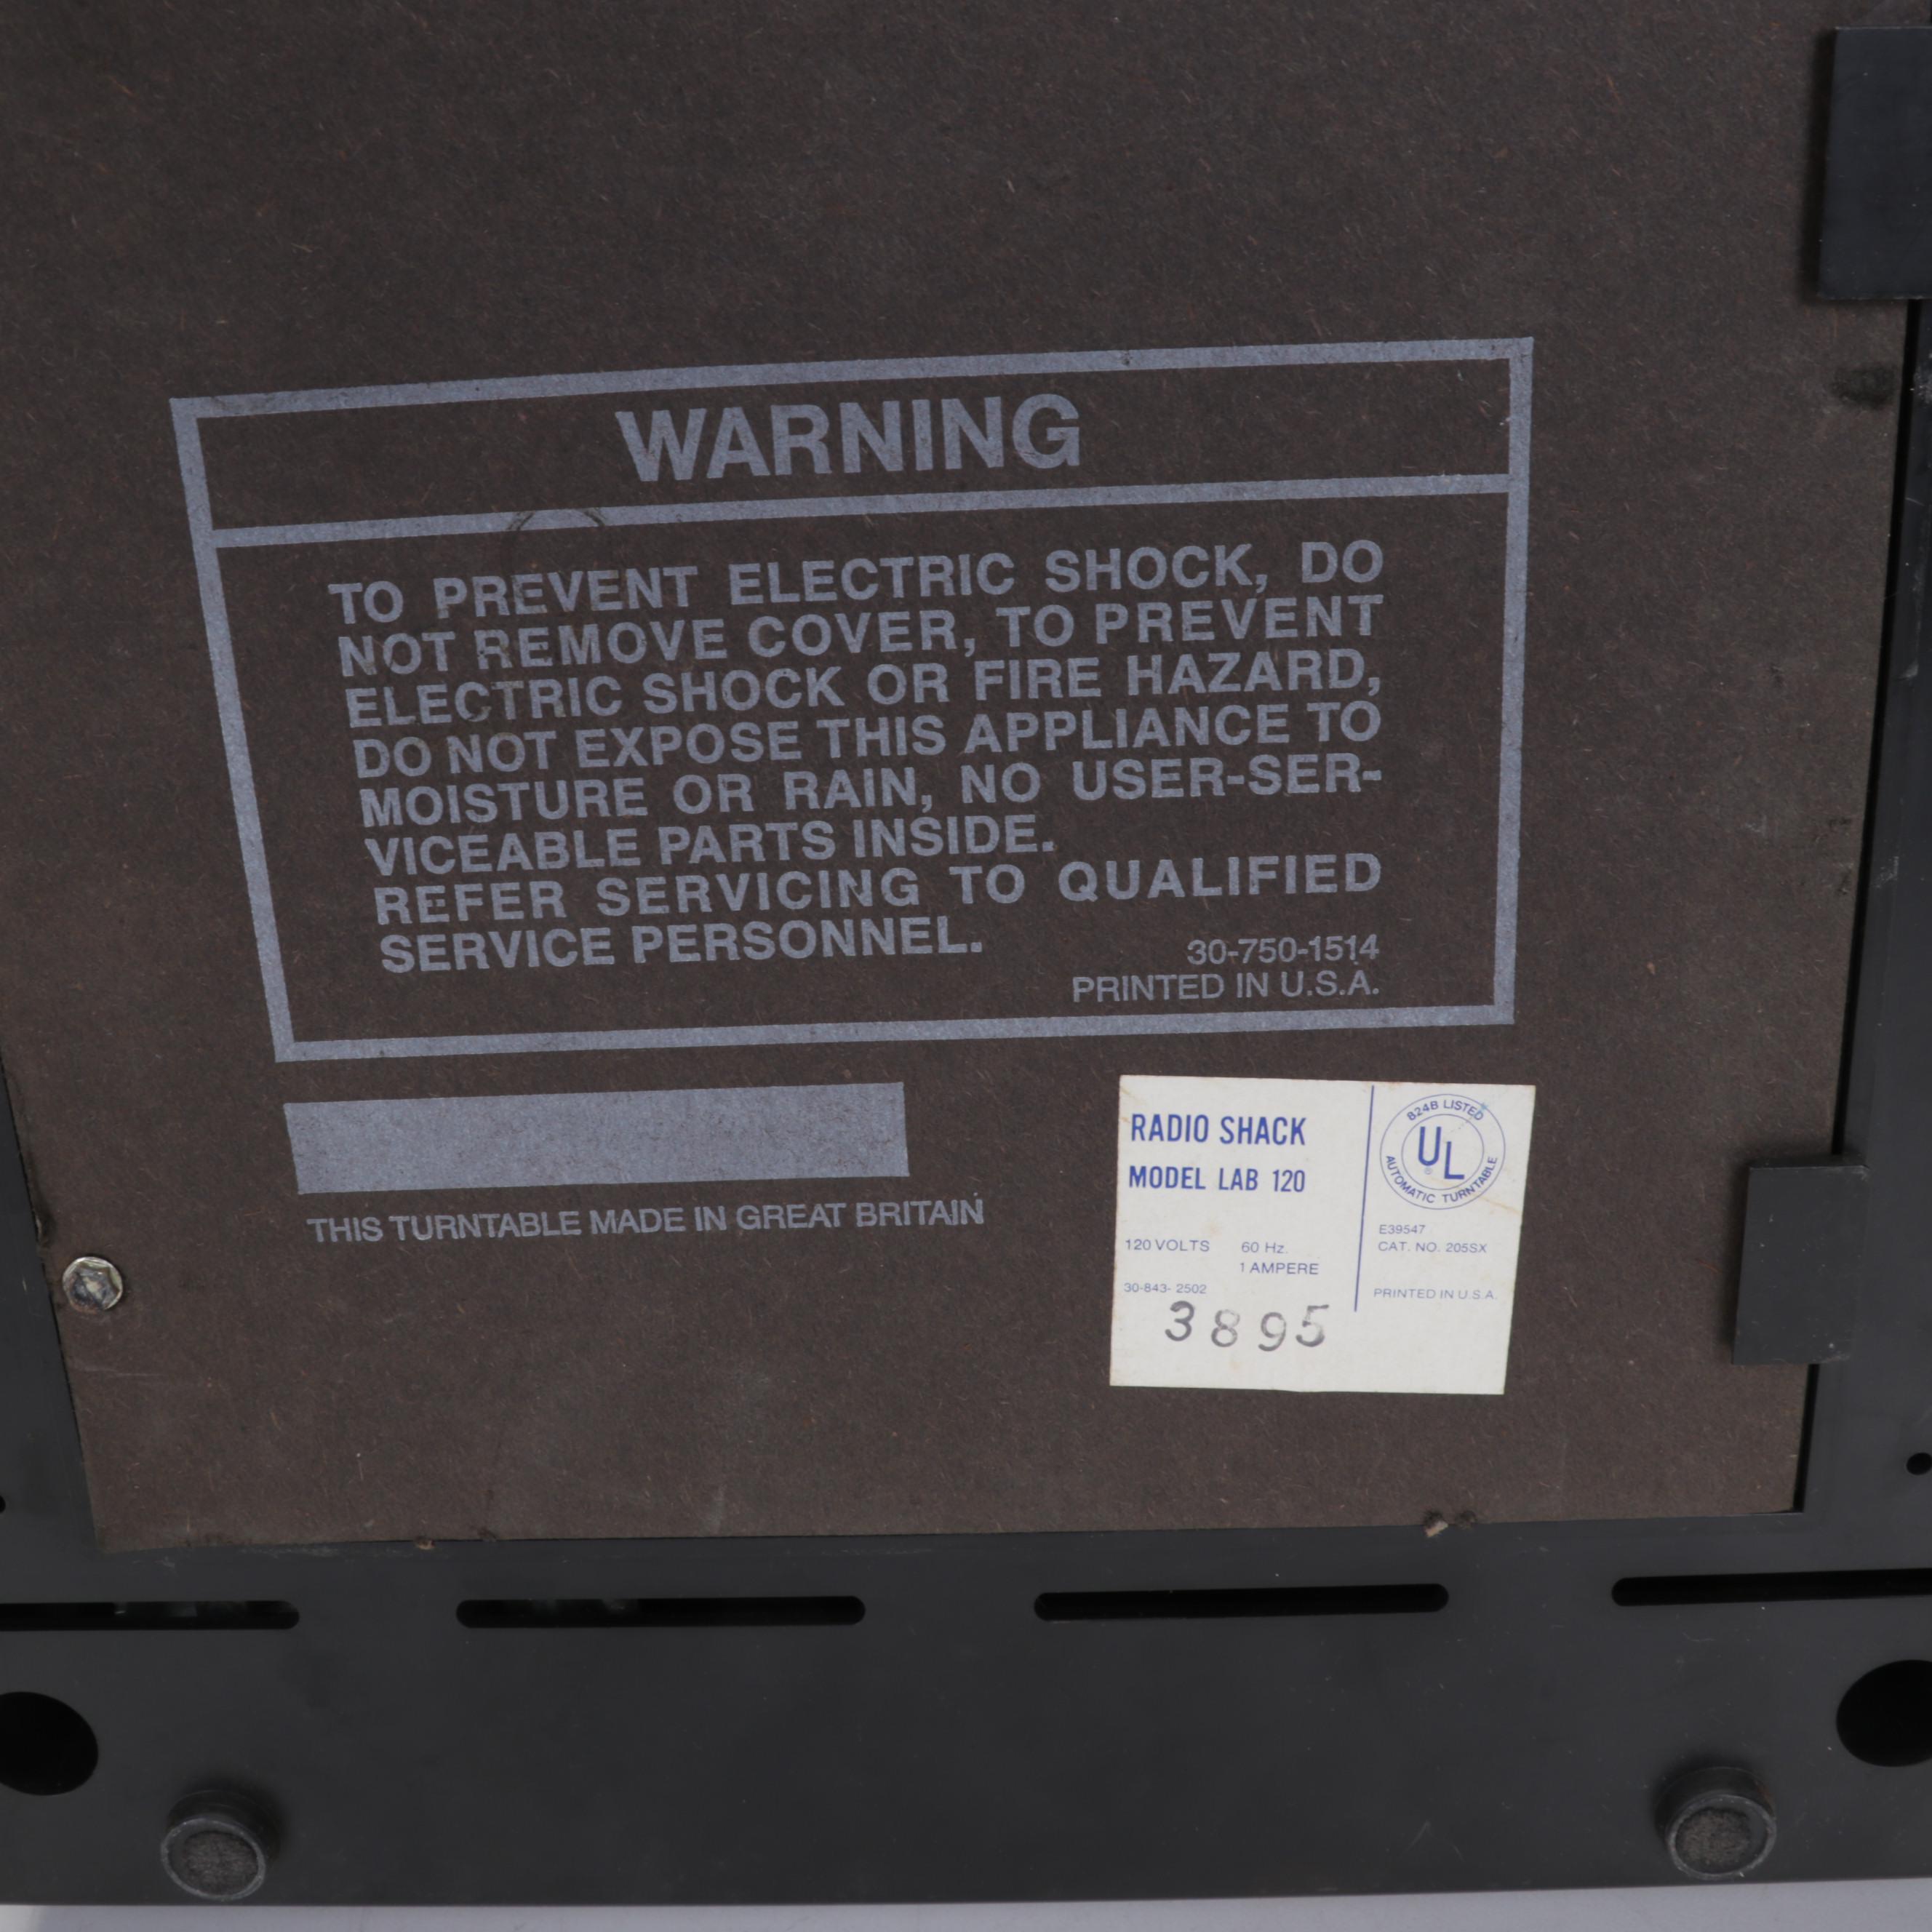 WARNING
TO PREVENT ELECTRIC SHOCK, DO
NOT REMOVE COVER, TO PREVENT
ELECTRIC SHOCK OR FIRE HAZARD,
DO NOT EXPOSE THIS APPLIANCE TO
MOISTURE OR RAIN, NO USER-SER-
VICEABLE PARTS INSIDE.
REFER SERVICING TO QUALIFIED
SERVICE PERSONNEL.
30-750-1514
PRINTED IN U.S.A.
THIS TURNTABLE MADE IN GREAT BRITAIN
RADIO SHACK
MODEL LAB 120
120 VOLTS 60 Hz.
1 AMPERE
30-843-2502
3895
824B LISTED
UL
®
AUTOMATIC TURNTABLE
E39547
CAT. NO. 205SX
PRINTED IN U.S.A.